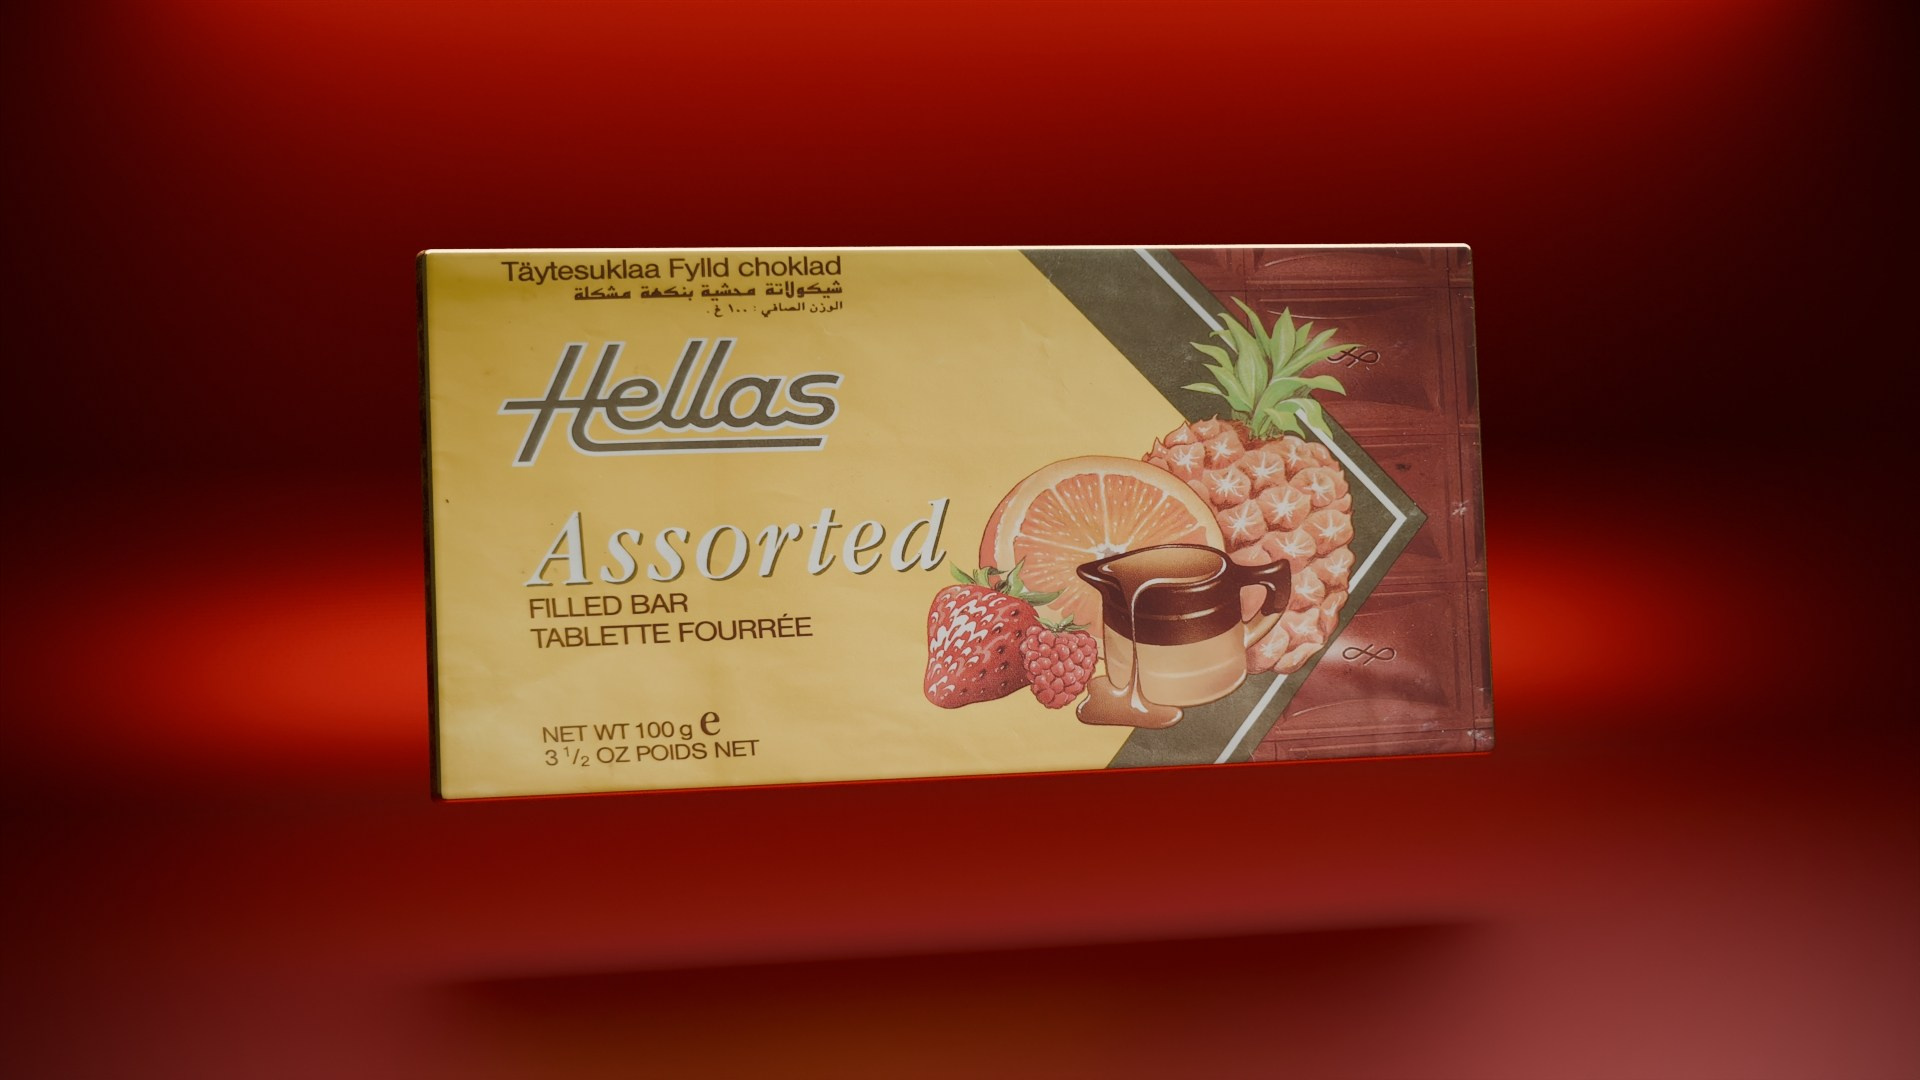 Täytesuklaa Fylld choklad
شيكولاتة محشية بنكهة مشكلة
الوزن الصافي : ١٠٠ غ .
Hellas
Assorted
FILLED BAR
TABLETTE FOURRÉE
NET WT 100 g e
3 1/2 OZ POIDS NET